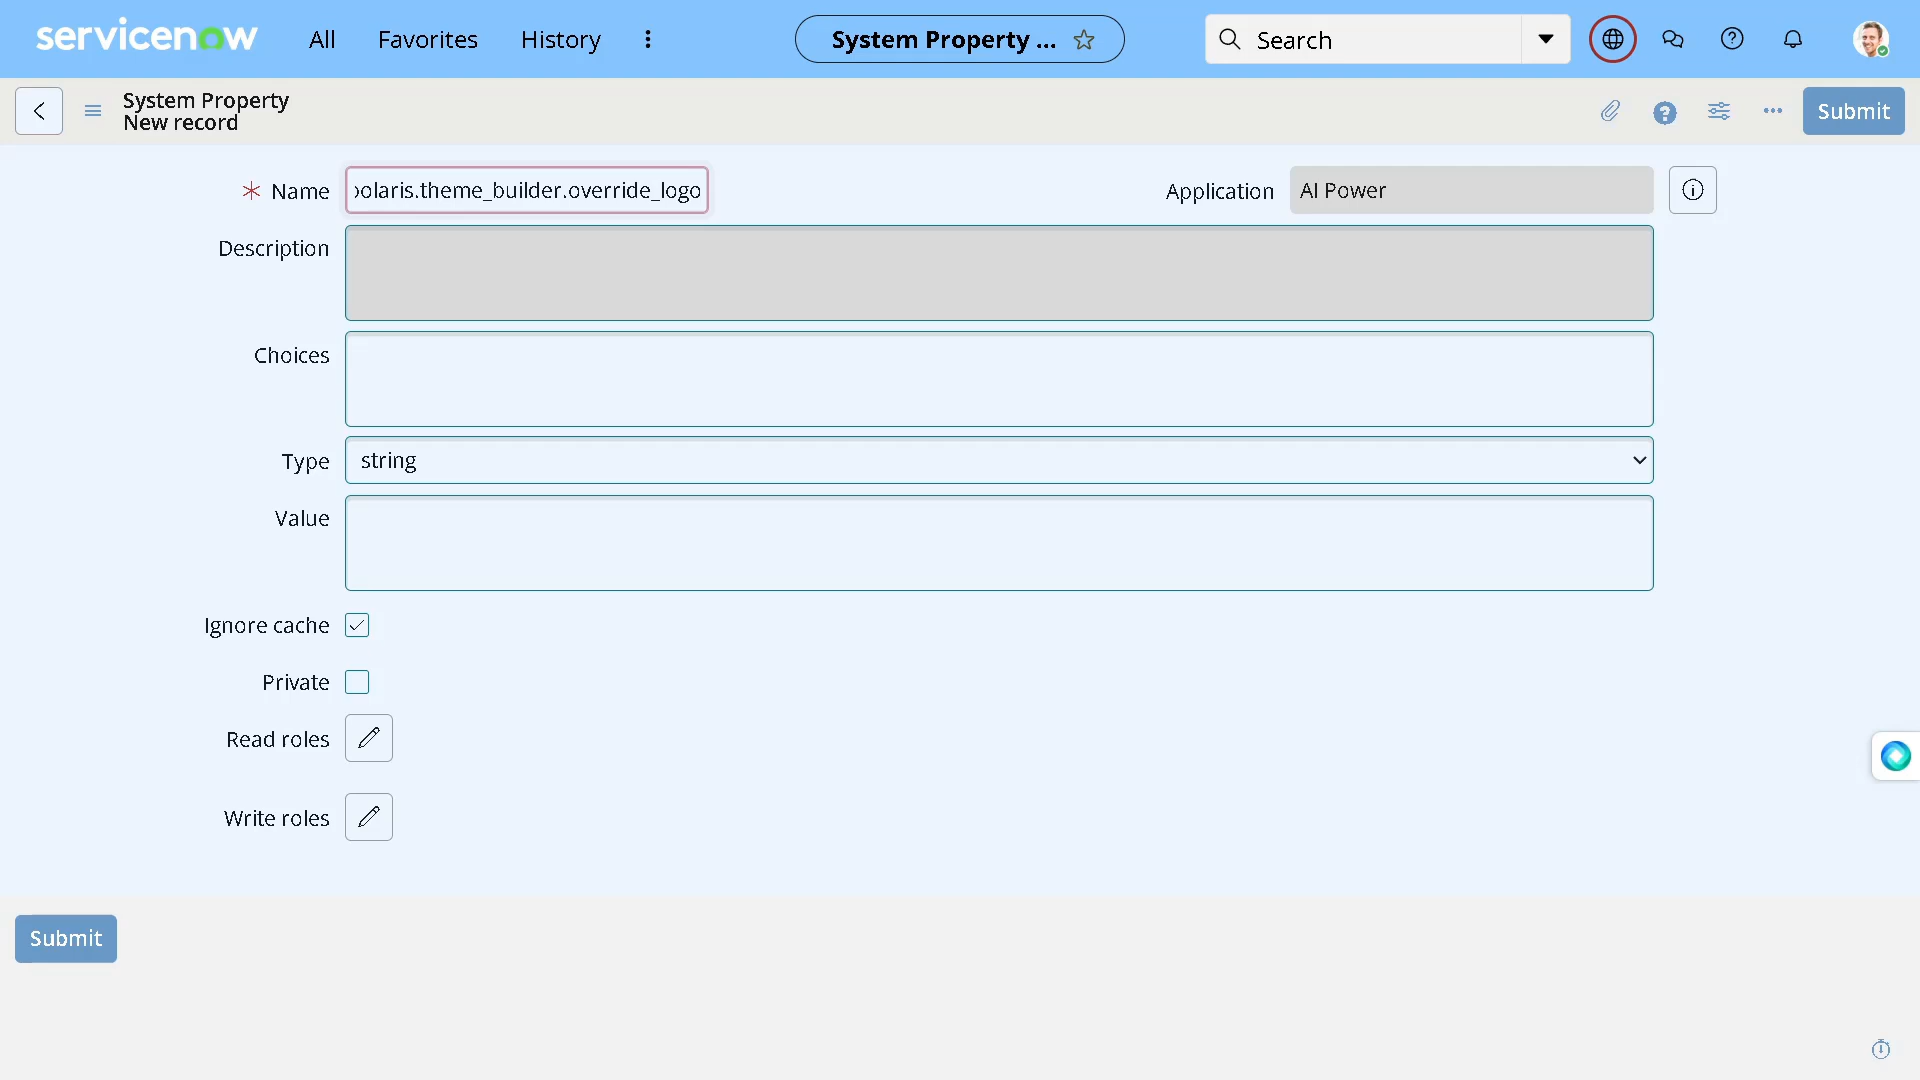 servicenow
All
Favorites
History
System Property ...
Search
System Property
New record
Submit
Name
polaris.theme_builder.override_logo
Application
AI Power
Description
Choices
Type
string
Value
Ignore cache
Private
Read roles
Write roles
Submit